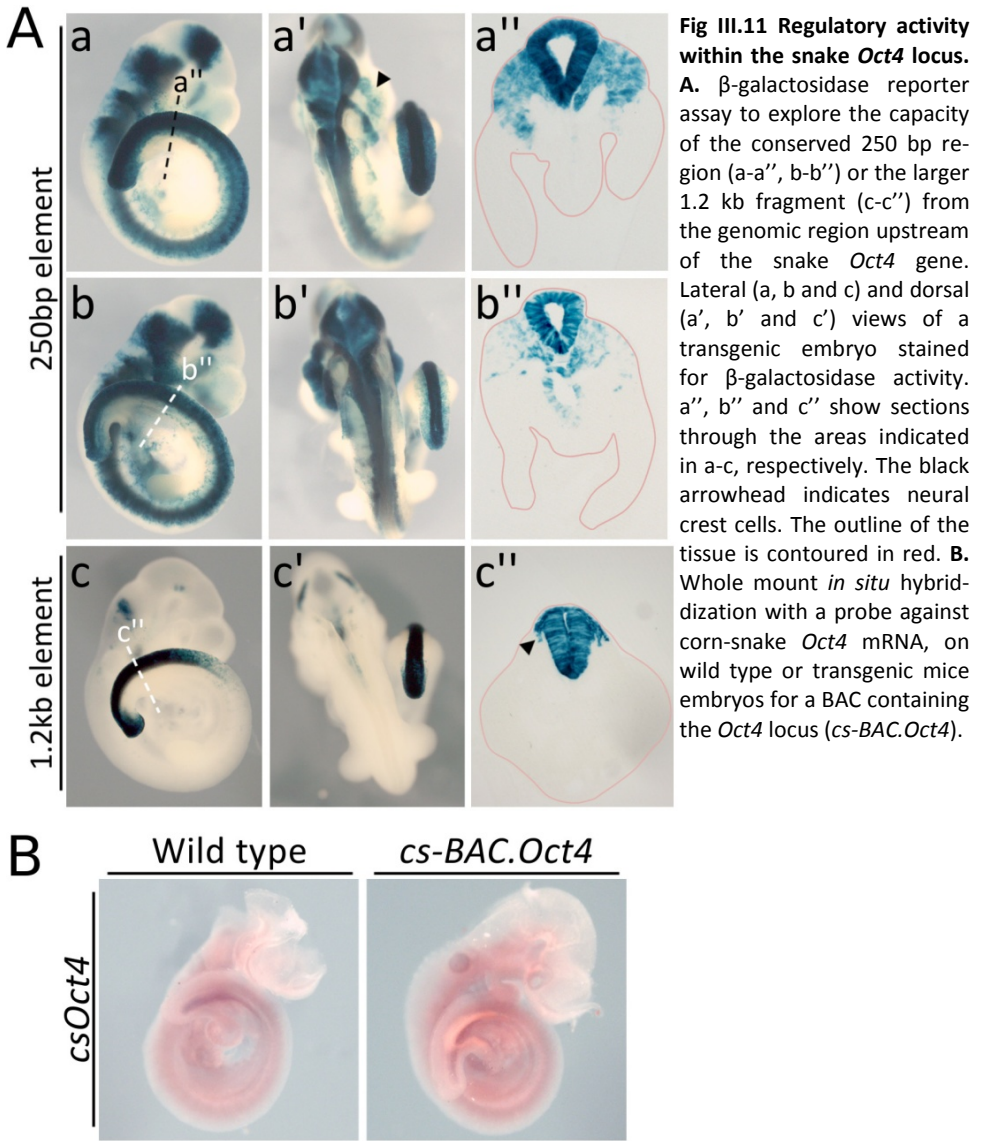 A
a
a''
a'
a''
b
b''
b'
b''
250bp element
c
c''
c'
c''
1.2kb element
Fig III.11 Regulatory activity
within the snake Oct4 locus.
A. β-galactosidase reporter
assay to explore the capacity
of the conserved 250 bp re-
gion (a-a’’, b-b’’) or the larger
1.2 kb fragment (c-c’’) from
the genomic region upstream
of the snake Oct4 gene.
Lateral (a, b and c) and dorsal
(a’, b’ and c’) views of a
transgenic embryo stained
for β-galactosidase activity.
a’’, b’’ and c’’ show sections
through the areas indicated
in a-c, respectively. The black
arrowhead indicates neural
crest cells. The outline of the
tissue is contoured in red. B.
Whole mount in situ hybrid-
dization with a probe against
corn-snake Oct4 mRNA, on
wild type or transgenic mice
embryos for a BAC containing
the Oct4 locus (cs-BAC.Oct4).
B
Wild type
cs-BAC.Oct4
csOct4